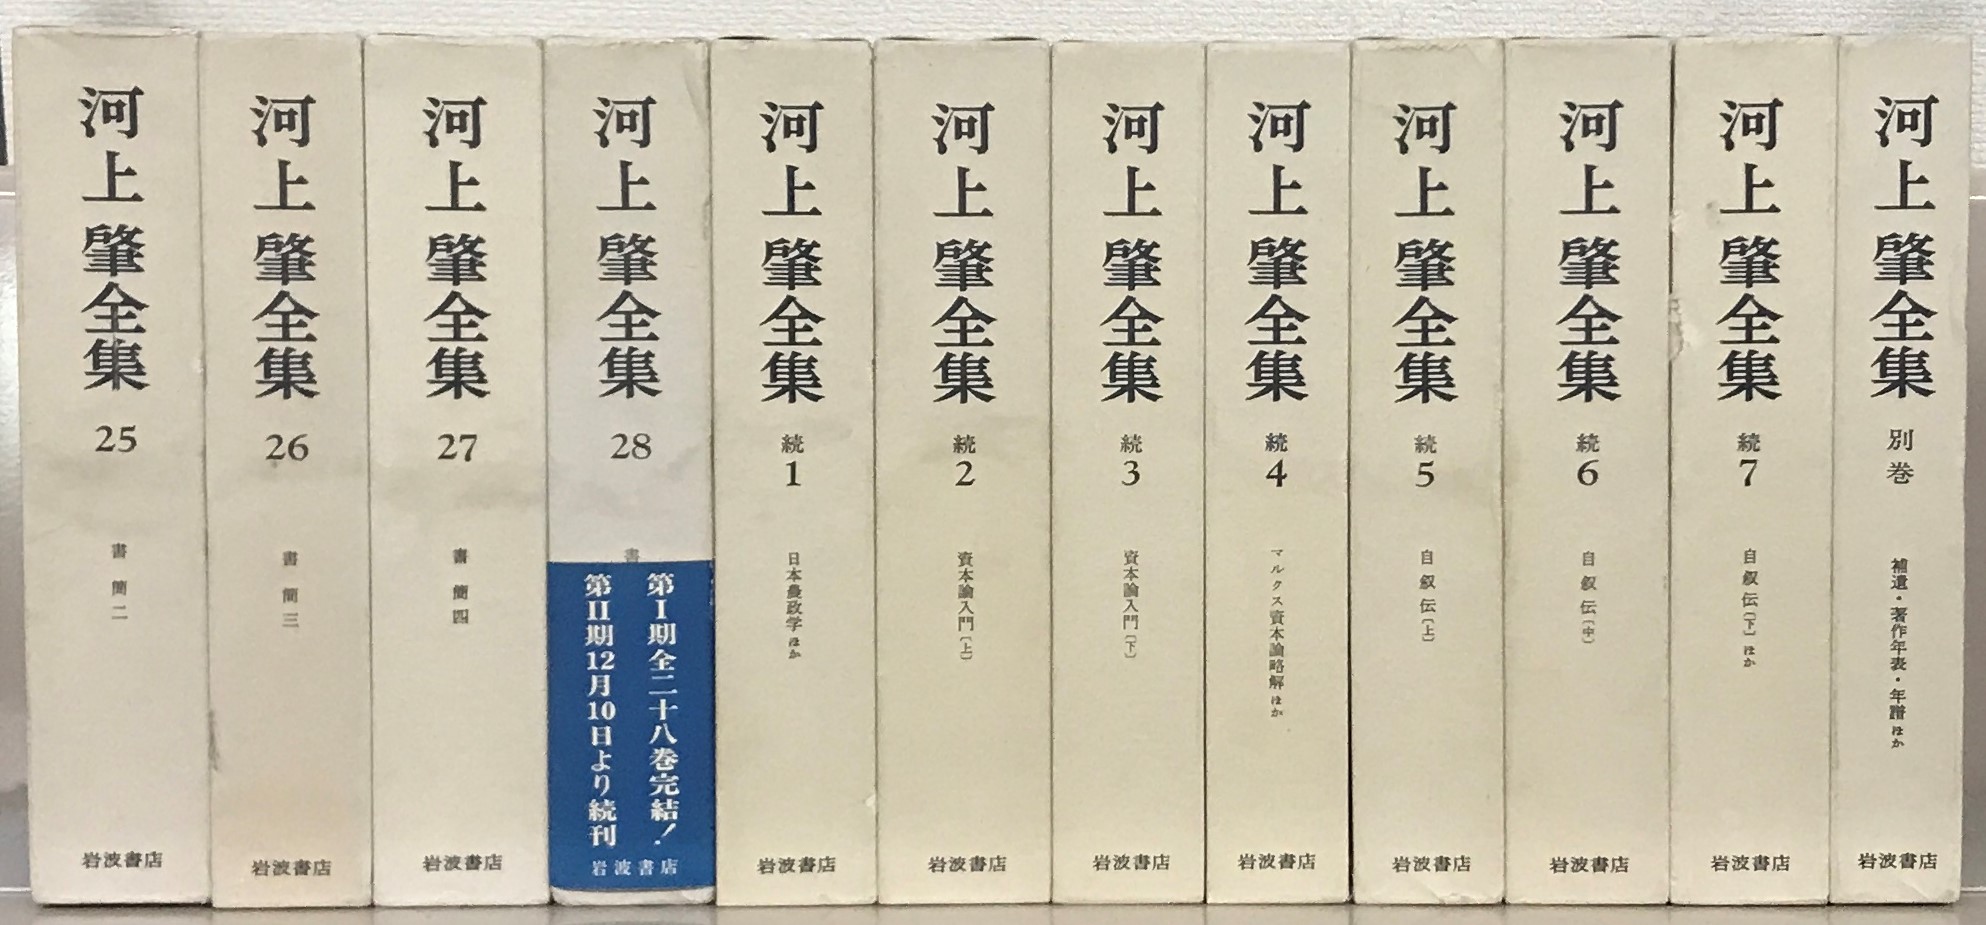 河上肇全集
25
書簡二
岩波書店
河上肇全集
26
書簡三
岩波書店
河上肇全集
27
書簡四
岩波書店
河上肇全集
28
書
第I期全二十八巻完結!
第II期12月10日より続刊
岩波書店
河上肇全集
続
1
日本農政学 ほか
岩波書店
河上肇全集
続
2
資本論入門〔上〕
岩波書店
河上肇全集
続
3
資本論入門〔下〕
岩波書店
河上肇全集
続
4
マルクス資本論略解 ほか
岩波書店
河上肇全集
続
5
自叙伝〔上〕
岩波書店
河上肇全集
続
6
自叙伝〔中〕
岩波書店
河上肇全集
続
7
自叙伝〔下〕 ほか
岩波書店
河上肇全集
別巻
補遺・著作年表・年譜 ほか
岩波書店